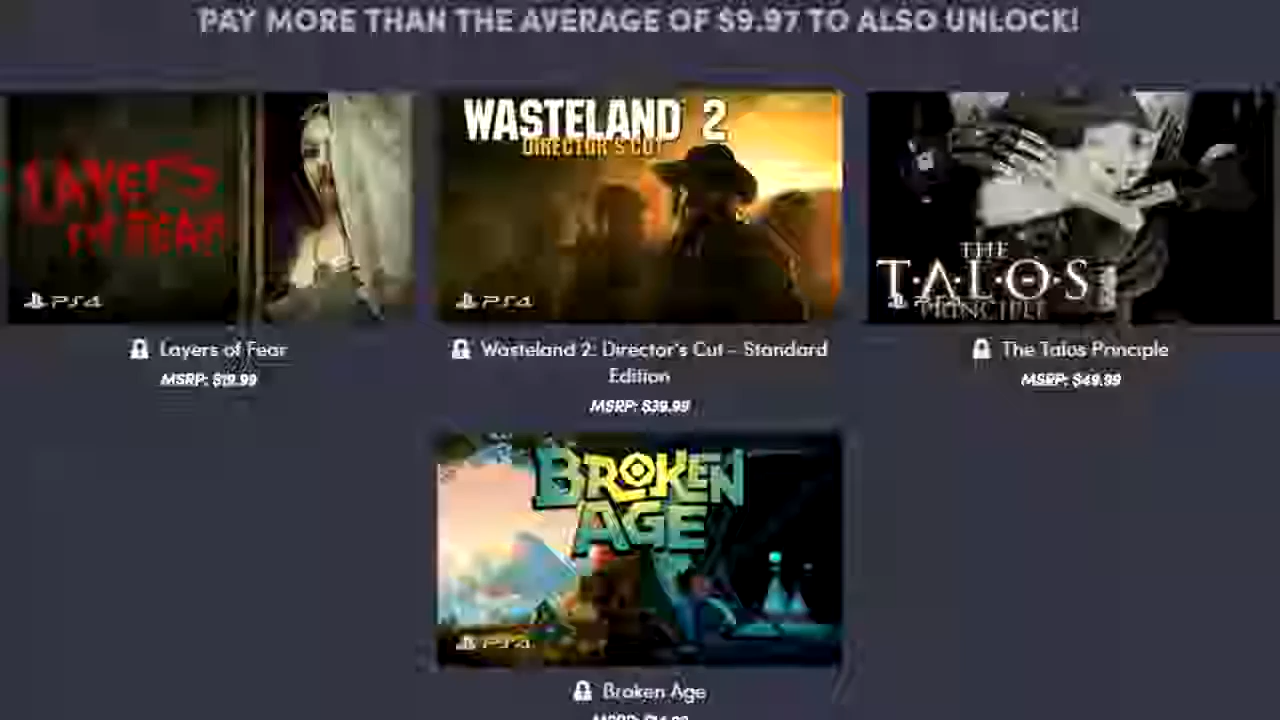 PAY MORE THAN THE AVERAGE OF $9.97 TO ALSO UNLOCK!
LAYERS
OF FEAR
PS4
WASTELAND 2
DIRECTOR'S CUT
PS4
THE
TALOS
PRINCIPLE
Layers of Fear
MSRP: $19.99
Wasteland 2: Director's Cut - Standard
Edition
MSRP: $39.99
The Talos Principle
MSRP: $49.99
BROKEN
AGE
PS4
Broken Age